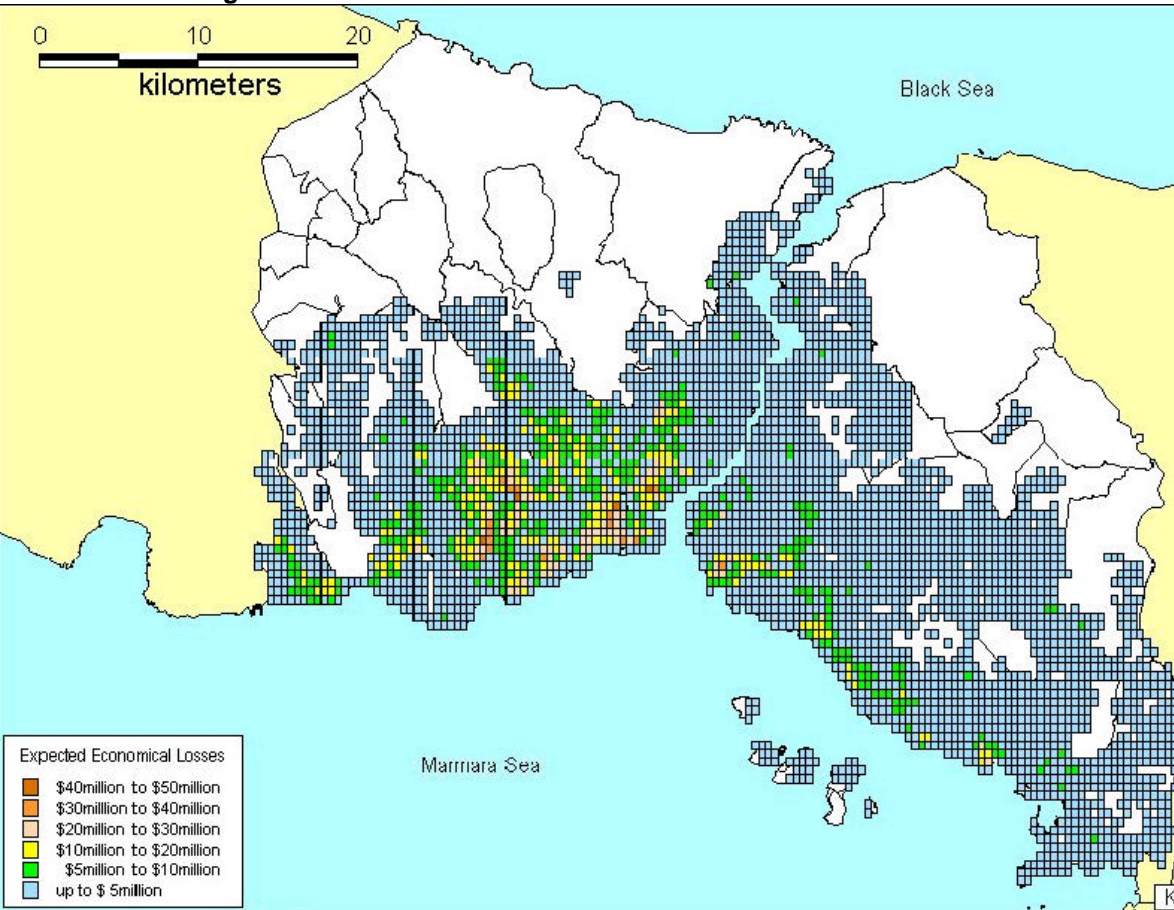 0 10 20
kilometers
Black Sea
Marmara Sea
Expected Economical Losses
$40million to $50million
$30million to $40million
$20million to $30million
$10million to $20million
$5million to $10million
up to $ 5million
K